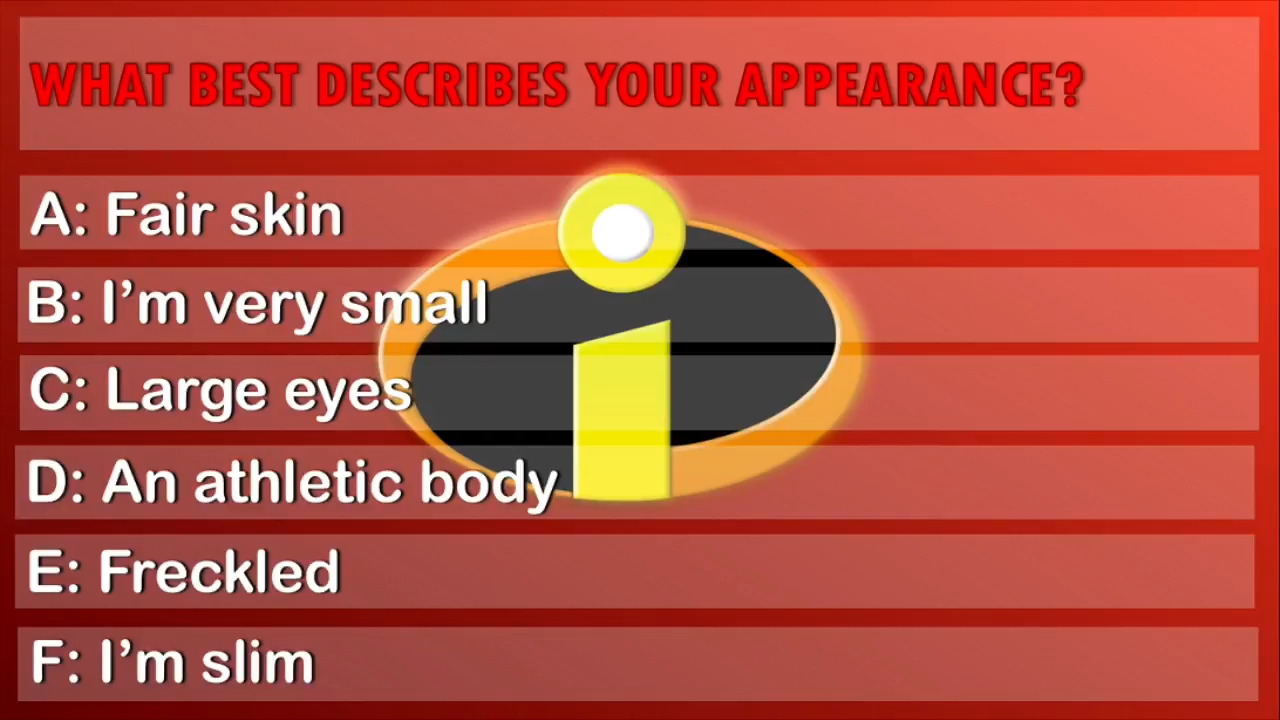 WHAT BEST DESCRIBES YOUR APPEARANCE?
A: Fair skin
B: I’m very small
C: Large eyes
D: An athletic body
E: Freckled
F: I’m slim